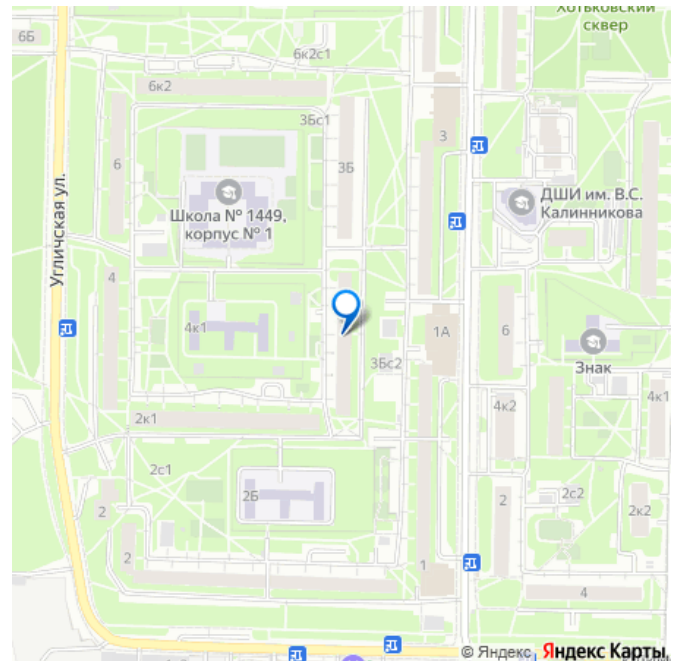 Хотьковский
сквер
6Б
6к2с1
6к2
3Бс1
3
6
3Б
ДШИ им. В.С.
Калинникова
Школа № 1449,
корпус № 1
Угличская ул.
4
4к1
1А
6
3Бс2
Знак
4к2
4к1
2к1
2с1
2Б
2
2
2с2
2к2
2
1
4
© Яндекс Яндекс Карты